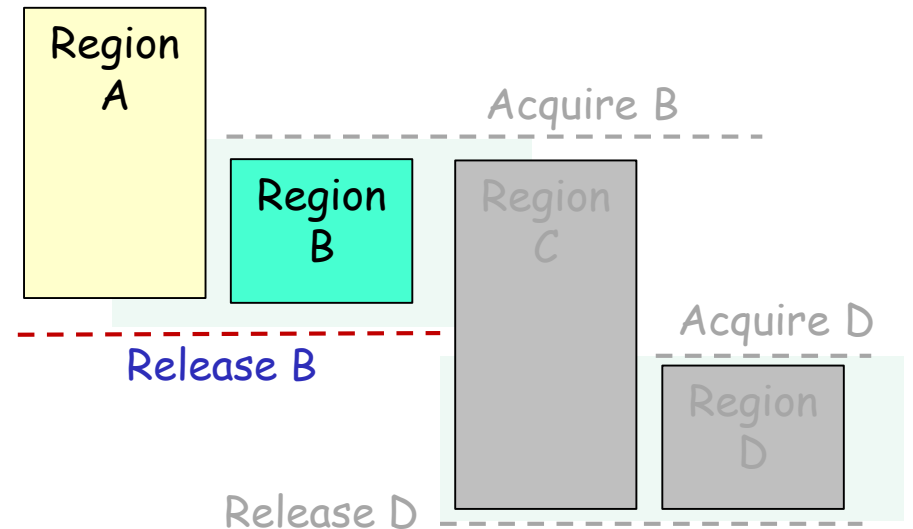 Region
A
Acquire B
Region
B
Region
C
Release B
Acquire D
Region
D
Release D